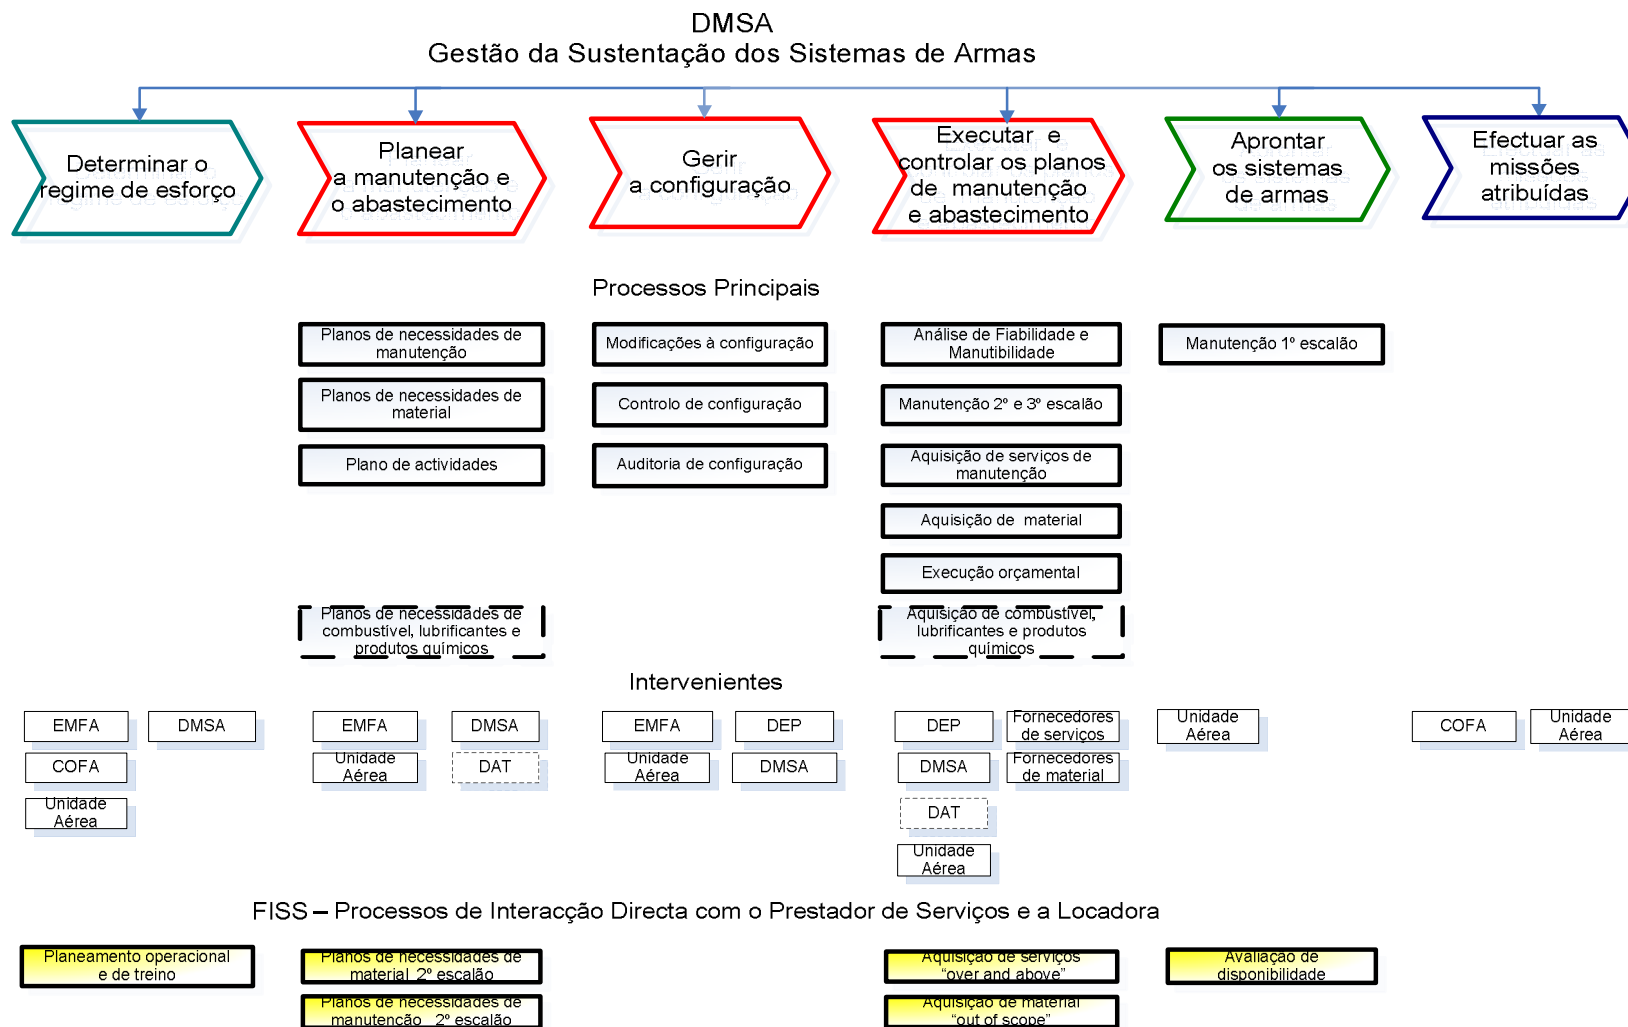 DMSA
Gestão da Sustentação dos Sistemas de Armas
Determinar o
regime de esforço
Planear
a manutenção e
o abastecimento
Gerir
a configuração
Executar e
controlar os planos
de manutenção
e abastecimento
Aprontar
os sistemas
de armas
Efectuar as
missões
atribuídas
Processos Principais
Planos de necessidades de
manutenção
Modificações à configuração
Análise de Fiabilidade e
Manutibilidade
Manutenção 1º escalão
Planos de necessidades de
material
Controlo de configuração
Manutenção 2º e 3º escalão
Plano de actividades
Auditoria de configuração
Aquisição de serviços de
manutenção
Aquisição de material
Execução orçamental
Planos de necessidades de
combustível, lubrificantes e
produtos químicos
Aquisição de combustível,
lubrificantes e produtos
químicos
Intervenientes
EMFA
DMSA
COFA
Unidade
Aérea
EMFA
DMSA
Unidade
Aérea
DAT
EMFA
DEP
Unidade
Aérea
DMSA
DEP
Fornecedores
de serviços
DMSA
Fornecedores
de material
DAT
Unidade
Aérea
Unidade
Aérea
COFA
Unidade
Aérea
FISS – Processos de Interacção Directa com o Prestador de Serviços e a Locadora
Planeamento operacional
e de treino
Planos de necessidades de
material 2º escalão
Aquisição de serviços
“over and above”
Avaliação de
disponibilidade
Planos de necessidades de
manutenção 2º escalão
Aquisição de material
“out of scope”